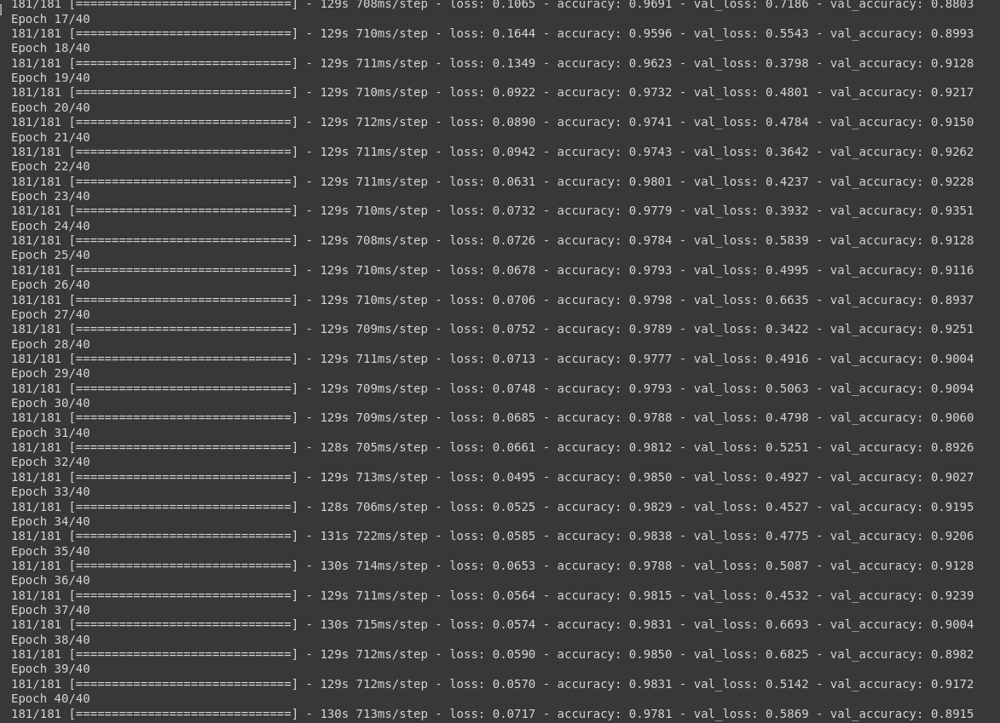 181/181 [==============================] - 129s 708ms/step - loss: 0.1065 - accuracy: 0.9691 - val_loss: 0.7186 - val_accuracy: 0.8803
Epoch 17/40
181/181 [==============================] - 129s 710ms/step - loss: 0.1644 - accuracy: 0.9596 - val_loss: 0.5543 - val_accuracy: 0.8993
Epoch 18/40
181/181 [==============================] - 129s 711ms/step - loss: 0.1349 - accuracy: 0.9623 - val_loss: 0.3798 - val_accuracy: 0.9128
Epoch 19/40
181/181 [==============================] - 129s 710ms/step - loss: 0.0922 - accuracy: 0.9732 - val_loss: 0.4801 - val_accuracy: 0.9217
Epoch 20/40
181/181 [==============================] - 129s 712ms/step - loss: 0.0890 - accuracy: 0.9741 - val_loss: 0.4784 - val_accuracy: 0.9150
Epoch 21/40
181/181 [==============================] - 129s 711ms/step - loss: 0.0942 - accuracy: 0.9743 - val_loss: 0.3642 - val_accuracy: 0.9262
Epoch 22/40
181/181 [==============================] - 129s 711ms/step - loss: 0.0631 - accuracy: 0.9801 - val_loss: 0.4237 - val_accuracy: 0.9228
Epoch 23/40
181/181 [==============================] - 129s 710ms/step - loss: 0.0732 - accuracy: 0.9779 - val_loss: 0.3932 - val_accuracy: 0.9351
Epoch 24/40
181/181 [==============================] - 129s 708ms/step - loss: 0.0726 - accuracy: 0.9784 - val_loss: 0.5839 - val_accuracy: 0.9128
Epoch 25/40
181/181 [==============================] - 129s 710ms/step - loss: 0.0678 - accuracy: 0.9793 - val_loss: 0.4995 - val_accuracy: 0.9116
Epoch 26/40
181/181 [==============================] - 129s 710ms/step - loss: 0.0706 - accuracy: 0.9798 - val_loss: 0.6635 - val_accuracy: 0.8937
Epoch 27/40
181/181 [==============================] - 129s 709ms/step - loss: 0.0752 - accuracy: 0.9789 - val_loss: 0.3422 - val_accuracy: 0.9251
Epoch 28/40
181/181 [==============================] - 129s 711ms/step - loss: 0.0713 - accuracy: 0.9777 - val_loss: 0.4916 - val_accuracy: 0.9004
Epoch 29/40
181/181 [==============================] - 129s 709ms/step - loss: 0.0748 - accuracy: 0.9793 - val_loss: 0.5063 - val_accuracy: 0.9094
Epoch 30/40
181/181 [==============================] - 129s 709ms/step - loss: 0.0685 - accuracy: 0.9788 - val_loss: 0.4798 - val_accuracy: 0.9060
Epoch 31/40
181/181 [==============================] - 128s 705ms/step - loss: 0.0661 - accuracy: 0.9812 - val_loss: 0.5251 - val_accuracy: 0.8926
Epoch 32/40
181/181 [==============================] - 129s 713ms/step - loss: 0.0495 - accuracy: 0.9850 - val_loss: 0.4927 - val_accuracy: 0.9027
Epoch 33/40
181/181 [==============================] - 128s 706ms/step - loss: 0.0525 - accuracy: 0.9829 - val_loss: 0.4527 - val_accuracy: 0.9195
Epoch 34/40
181/181 [==============================] - 131s 722ms/step - loss: 0.0585 - accuracy: 0.9838 - val_loss: 0.4775 - val_accuracy: 0.9206
Epoch 35/40
181/181 [==============================] - 130s 714ms/step - loss: 0.0653 - accuracy: 0.9788 - val_loss: 0.5087 - val_accuracy: 0.9128
Epoch 36/40
181/181 [==============================] - 129s 711ms/step - loss: 0.0564 - accuracy: 0.9815 - val_loss: 0.4532 - val_accuracy: 0.9239
Epoch 37/40
181/181 [==============================] - 130s 715ms/step - loss: 0.0574 - accuracy: 0.9831 - val_loss: 0.6693 - val_accuracy: 0.9004
Epoch 38/40
181/181 [==============================] - 129s 712ms/step - loss: 0.0590 - accuracy: 0.9850 - val_loss: 0.6825 - val_accuracy: 0.8982
Epoch 39/40
181/181 [==============================] - 129s 712ms/step - loss: 0.0570 - accuracy: 0.9831 - val_loss: 0.5142 - val_accuracy: 0.9172
Epoch 40/40
181/181 [==============================] - 130s 713ms/step - loss: 0.0717 - accuracy: 0.9781 - val_loss: 0.5869 - val_accuracy: 0.8915